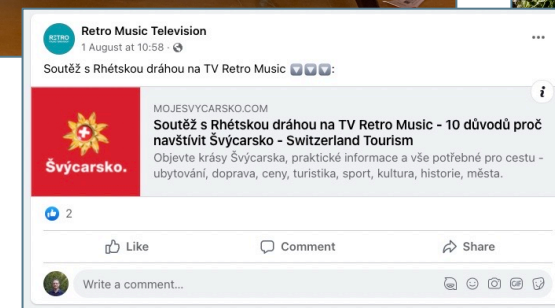 RETRO
Retro Music Television
1 August at 10:58 ·
Soutěž s Rhétskou dráhou na TV Retro Music :
MOJESVYCARSKO.COM
Soutěž s Rhétskou dráhou na TV Retro Music - 10 důvodů proč
navštívit Švýcarsko - Switzerland Tourism
Objevte krásy Švýcarska, praktické informace a vše potřebné pro cestu -
ubytování, doprava, ceny, turistika, sport, kultura, historie, města.
Švýcarsko.
2
Like
Comment
Share
Write a comment...
GIF